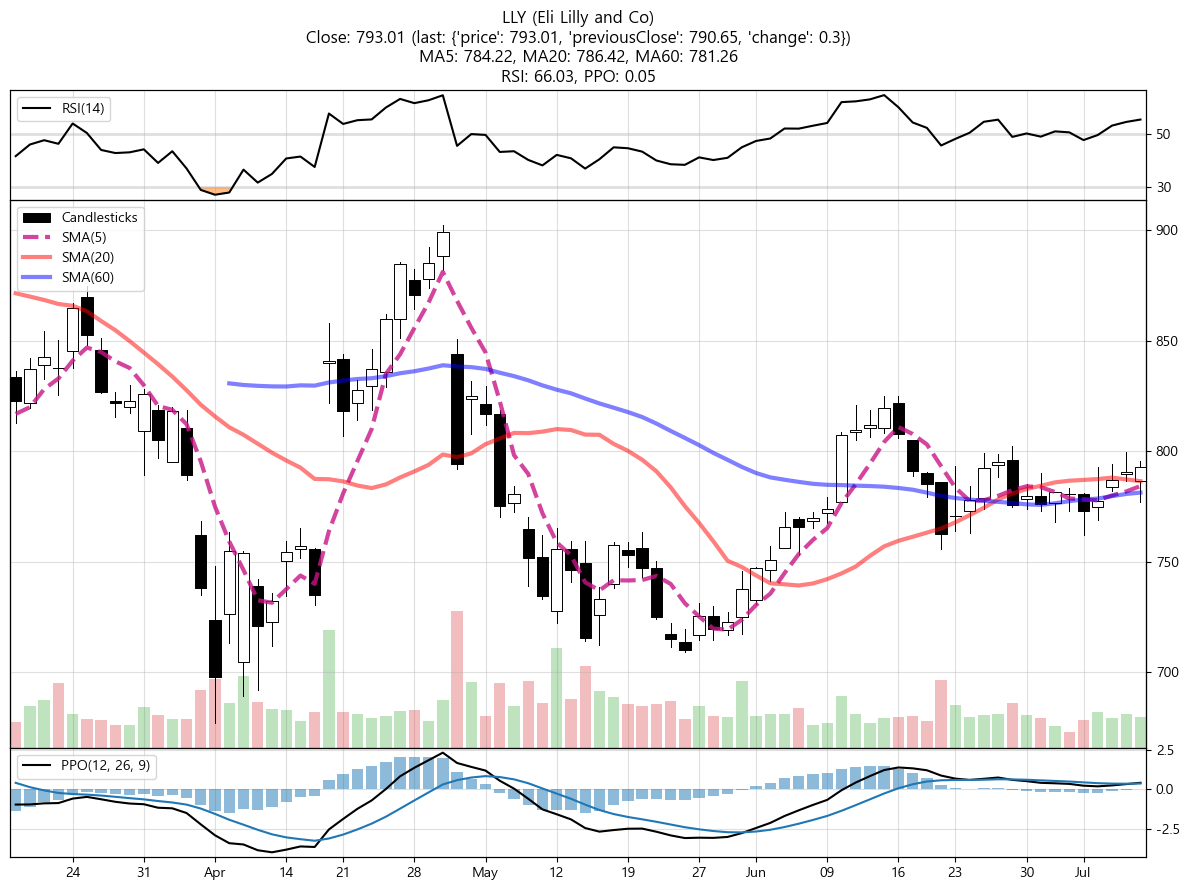 LLY (Eli Lilly and Co)
Close: 793.01 (last: {'price': 793.01, 'previousClose': 790.65, 'change': 0.3})
MA5: 784.22, MA20: 786.42, MA60: 781.26
RSI: 66.03, PPO: 0.05
RSI(14)
50
30
Candlesticks
SMA(5)
SMA(20)
SMA(60)
900
850
800
750
700
PPO(12, 26, 9)
2.5
0.0
-2.5
24 31 Apr 14 21 28 May 12 19 27 Jun 09 16 23 30 Jul